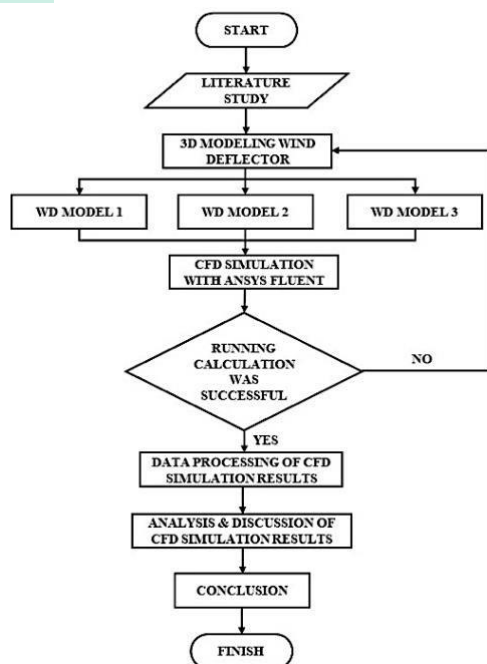 START
LITERATURE
STUDY
3D MODELING WIND
DEFLECTOR
WD MODEL 1
WD MODEL 2
WD MODEL 3
CFD SIMULATION
WITH ANSYS FLUENT
RUNNING
CALCULATION
WAS
SUCCESSFUL
NO
YES
DATA PROCESSING OF CFD
SIMULATION RESULTS
ANALYSIS & DISCUSSION OF
CFD SIMULATION RESULTS
CONCLUSION
FINISH